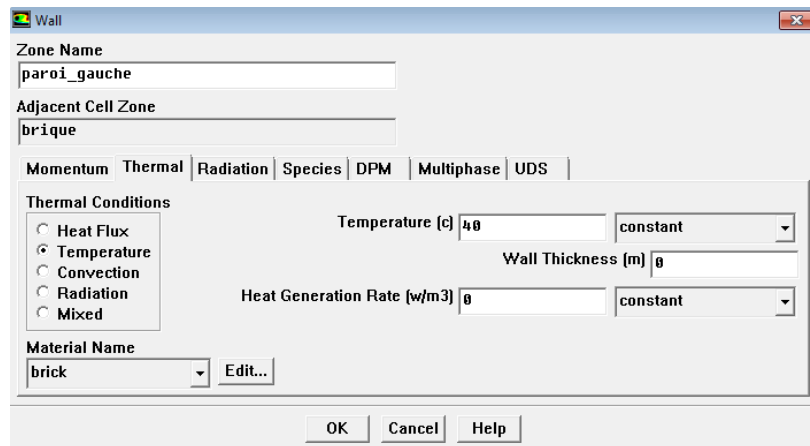 Wall
Zone Name
paroi_gauche
Adjacent Cell Zone
brique
Momentum Thermal Radiation Species DPM Multiphase UDS
Thermal Conditions
Heat Flux
Temperature
Convection
Radiation
Mixed
Temperature (c) 40 constant
Wall Thickness (m) 0
Heat Generation Rate (w/m3) 0 constant
Material Name
brick Edit...
OK Cancel Help